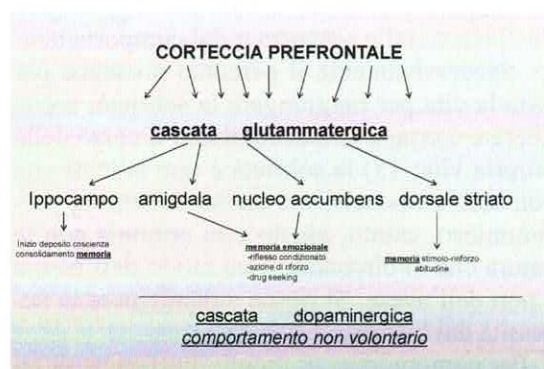 CORTECCIA PREFRONTALE
cascata glutammatergica
Ippocampo amigdala nucleo accumbens dorsale striato
Inizio deposito coscienza
consolidamento memoria
memoria emozionale
-riflesso condizionato
-azione di riforzo
-drug seeking
memoria stimolo-rinforzo
abitudine
cascata dopaminergica
comportamento non volontario